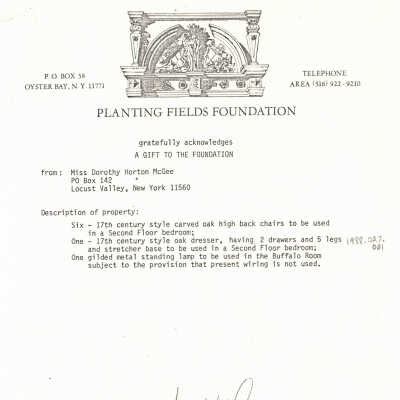 P O BOX 58
OYSTER BAY, N Y 11771
TELEPHONE
AREA (516) 922 - 9210
PLANTING FIELDS FOUNDATION
gratefully acknowledges
A GIFT TO THE FOUNDATION
from: Miss Dorothy Horton McGee
PO Box 142
Locust Valley, New York 11560
Description of property:
Six - 17th century style carved oak high back chairs to be used
in a Second Floor bedroom;
One - 17th century style oak dresser, having 2 drawers and 5 legs
and stretcher base to be used in a Second Floor bedroom;
One gilded metal standing lamp to be used in the Buffalo Room
subject to the provision that present wiring is not used.
1988.027.
001